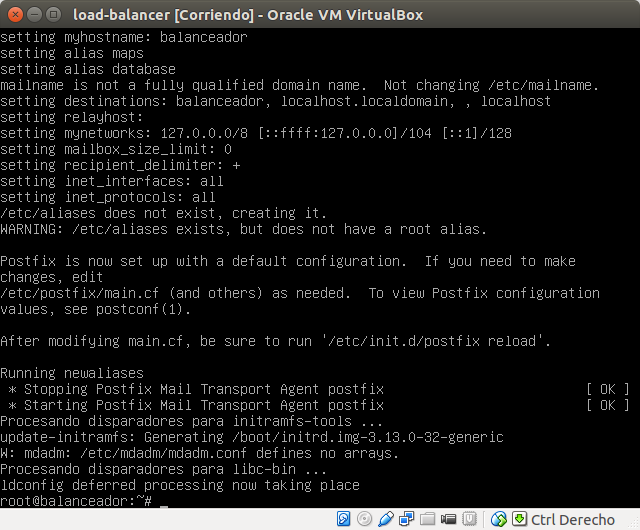 load-balancer [Corriendo] - Oracle VM VirtualBox
setting myhostname: balanceador
setting alias maps
setting alias database
mailname is not a fully qualified domain name.  Not changing /etc/mailname.
setting destinations: balanceador, localhost.localdomain, , localhost
setting relayhost:
setting mynetworks: 127.0.0.0/8 [::ffff:127.0.0.0]/104 [::1]/128
setting mailbox_size_limit: 0
setting recipient_delimiter: +
setting inet_interfaces: all
setting inet_protocols: all
/etc/aliases does not exist, creating it.
WARNING: /etc/aliases exists, but does not have a root alias.
Postfix is now set up with a default configuration.  If you need to make
changes, edit
/etc/postfix/main.cf (and others) as needed.  To view Postfix configuration
values, see postconf(1).
After modifying main.cf, be sure to run '/etc/init.d/postfix reload'.
Running newaliases
 * Stopping Postfix Mail Transport Agent postfix [ OK ]
 * Starting Postfix Mail Transport Agent postfix [ OK ]
Procesando disparadores para initramfs-tools ...
update-initramfs: Generating /boot/initrd.img-3.13.0-32-generic
W: mdadm: /etc/mdadm/mdadm.conf defines no arrays.
Procesando disparadores para libc-bin ...
ldconfig deferred processing now taking place
root@balanceador:~# _
Ctrl Derecho